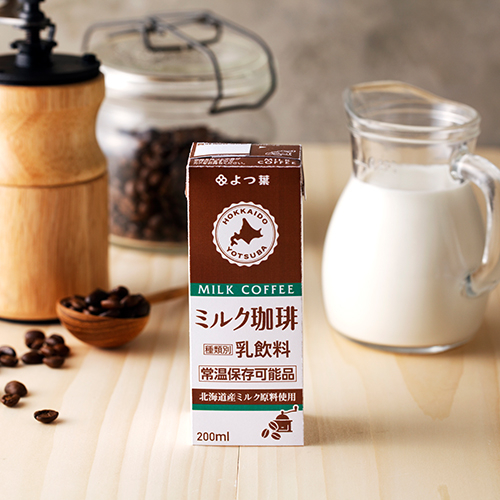 よつ葉
HOKKAIDO
YOTSUBA
MILK COFFEE
ミルク珈琲
種類別 乳飲料
常温保存可能品
北海道産ミルク原料使用
200ml